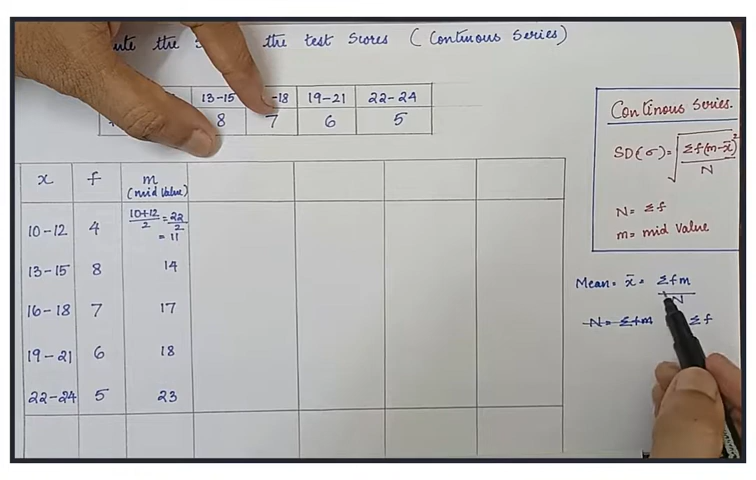 the the test scores (Continuous Series)
13-15 -18 19-21 22-24
8 7 6 5
x f m
(mid value)
10-12 4 10+12/2 = 22/2
= 11
13-15 8 14
16-18 7 17
19-21 6 18
22-24 5 23
Continous Series.
SD(σ) = √Σf(m-x̄)²/N
N = Σf
m = mid value
Mean = x̄ = Σfm/N
N = Σfm Σf